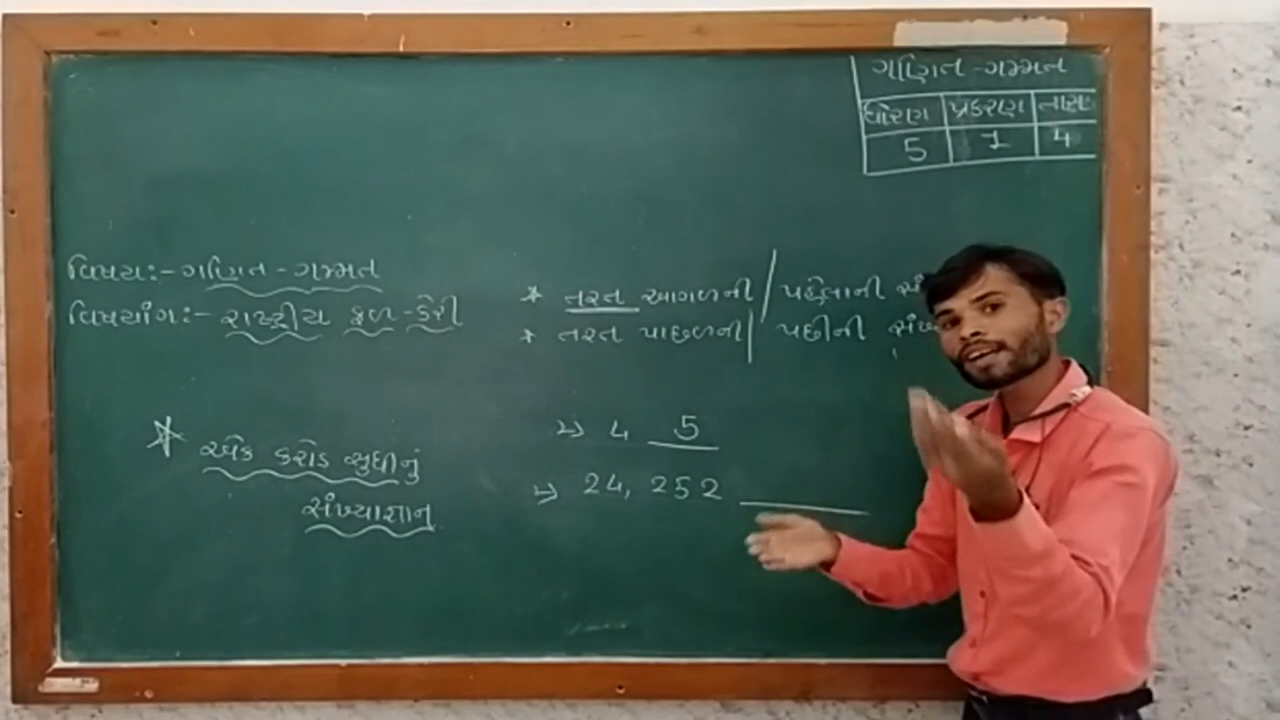 ગણિત-ગમ્મત
ધોરણ પ્રકરણ તાસ
5 1 4
વિષય:- ગણિત-ગમ્મત
વિષયાંગ:- રાષ્ટ્રીય ફળ-કેરી
* તરત આગળની / પહેલાની
* તરત પાછળની / પછીની
એક કરોડ સુધીનું
સંખ્યાજ્ઞાન
4 5
24, 252